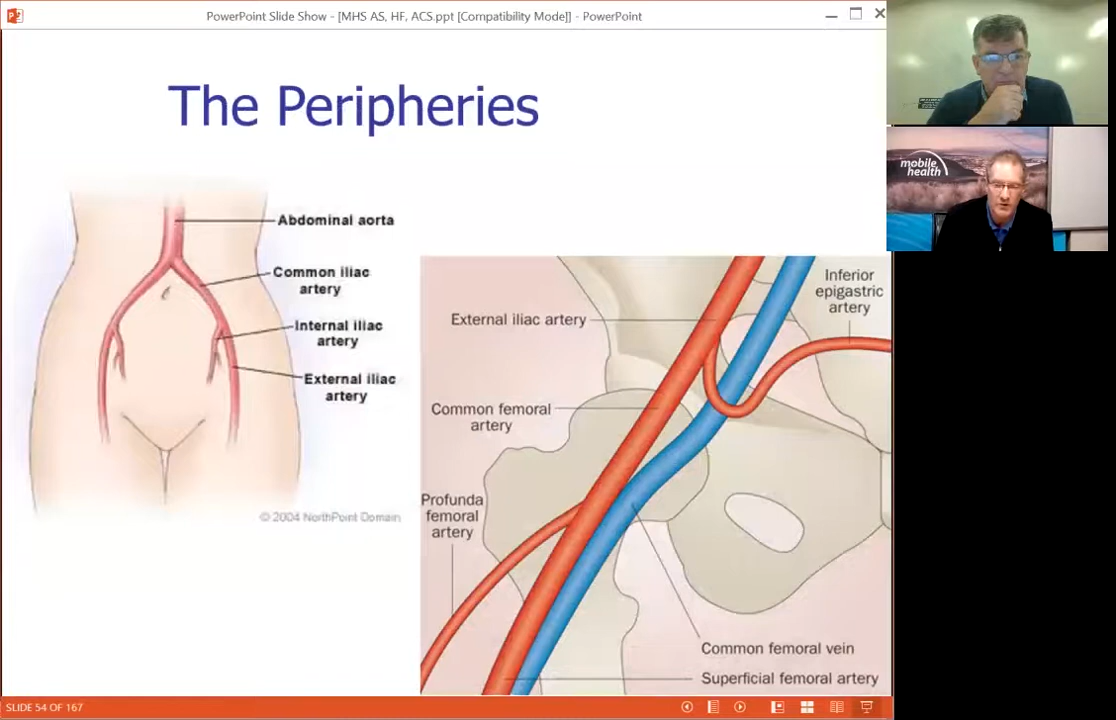 PowerPoint Slide Show - [MHS AS, HF, ACS.ppt [Compatibility Mode]] - PowerPoint
The Peripheries
Abdominal aorta
Common iliac
artery
Internal iliac
artery
External iliac
artery
© 2004 NorthPoint Domain
Inferior
epigastric
artery
External iliac artery
Common femoral
artery
Profunda
femoral
artery
Common femoral vein
Superficial femoral artery
mobile
health
SLIDE 54 OF 167